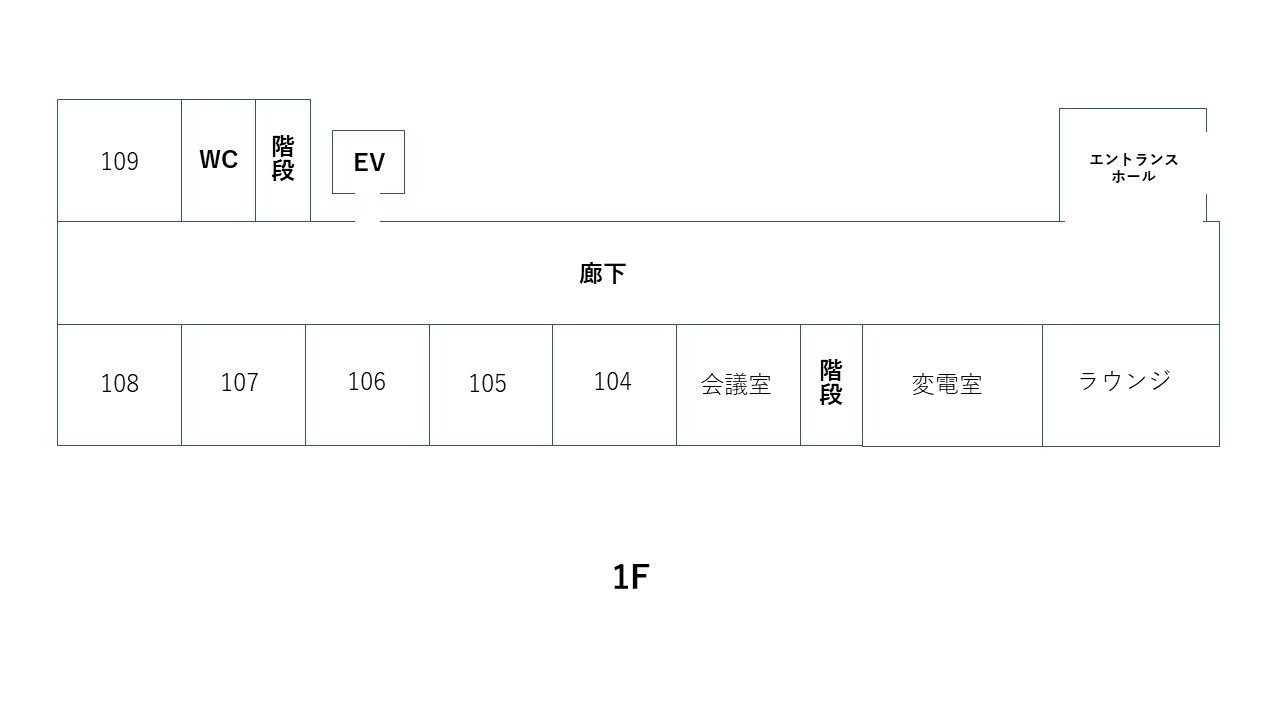 109
WC
階段
EV
エントランス
ホール
廊下
108
107
106
105
104
会議室
階段
変電室
ラウンジ
1F